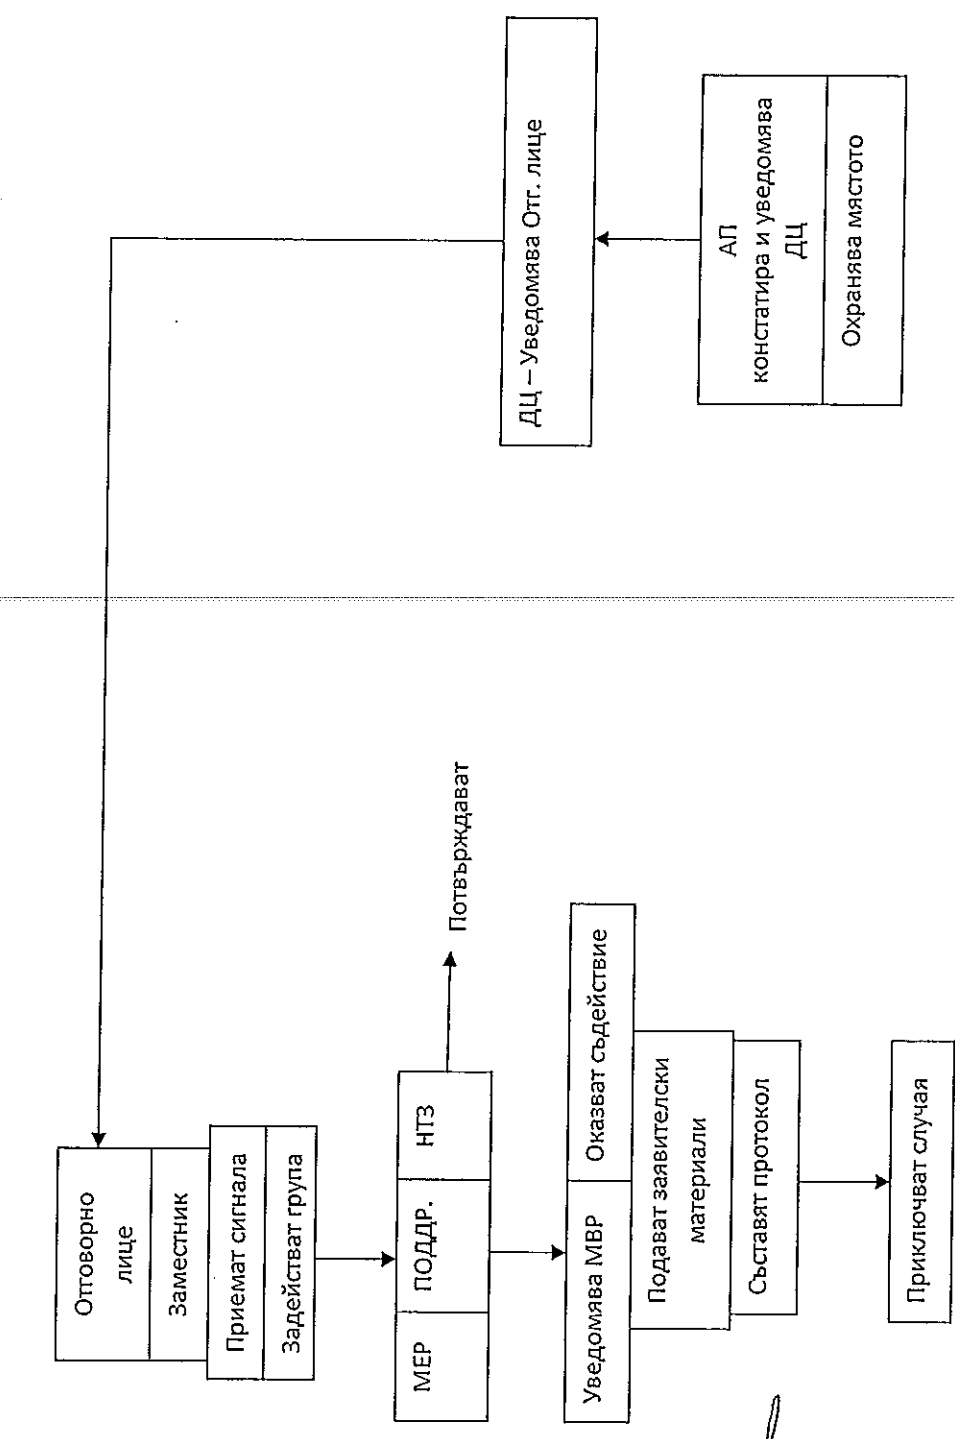 Отговорно
лице
Заместник
Приемат сигнала
Задействат група
МЕР
ПОДДР.
НТЗ
Потвърждават
Уведомява МВР
Оказват съдействие
Подават заявителски
материали
Съставят протокол
Приключват случая
ДЦ – Уведомява Отг. лице
АП
констатира и уведомява
ДЦ
Охранява мястото